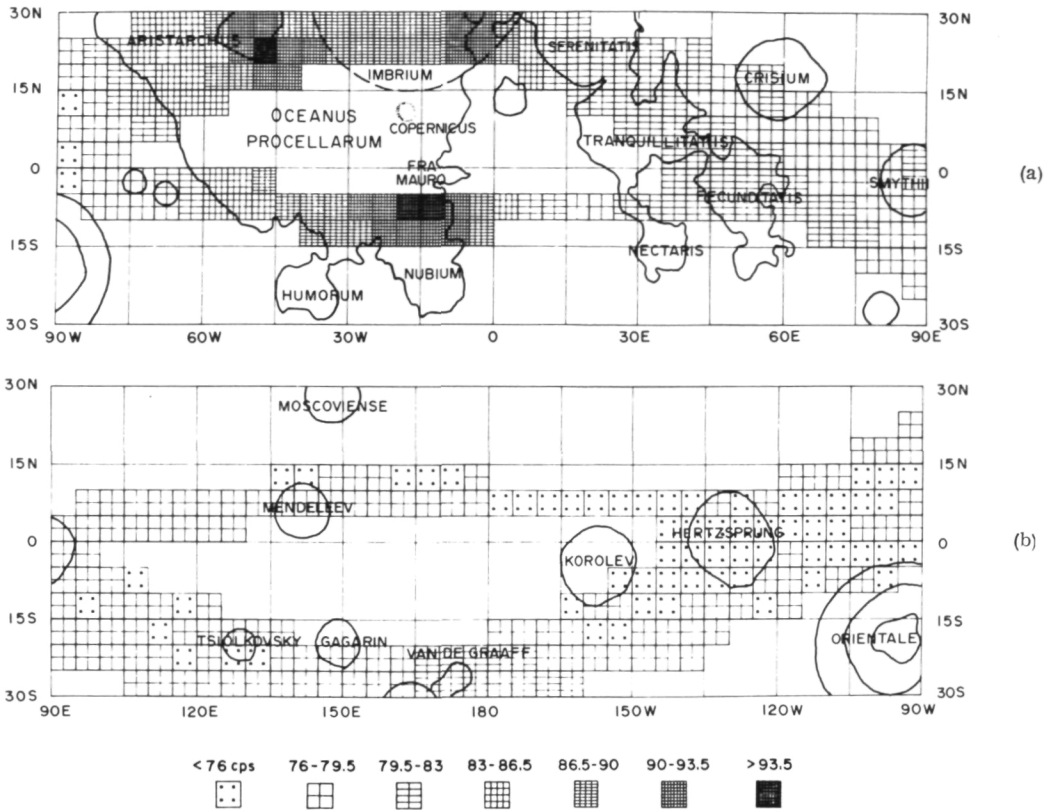 30N 30N
ARISTARCHUS SERENITATIS
IMBRIUM CRISIUM
15N 15N
OCEANUS
PROCELLARUM
COPERNICUS
TRANQUILLITATIS
0 0
FRA
MAURO
(a)
SMYTHII
FECUNDITATIS
15S 15S
NECTARIS
NUBIUM
HUMORUM
30S 30S
90W 60W 30W 0 30E 60E 90E
30N 30N
MOSCOVIENSE
15N 15N
MENDELEEV
HERTZSPRUNG
0 0
(b)
KOROLEV
15S 15S
TSIOLKOVSKY GAGARIN ORIENTALE
VAN DE GRAAFF
30S 30S
90E 120E 150E 180 150W 120W 90W
<76 cps 76-79.5 79.5-83 83-86.5 86.5-90 90-93.5 >93.5